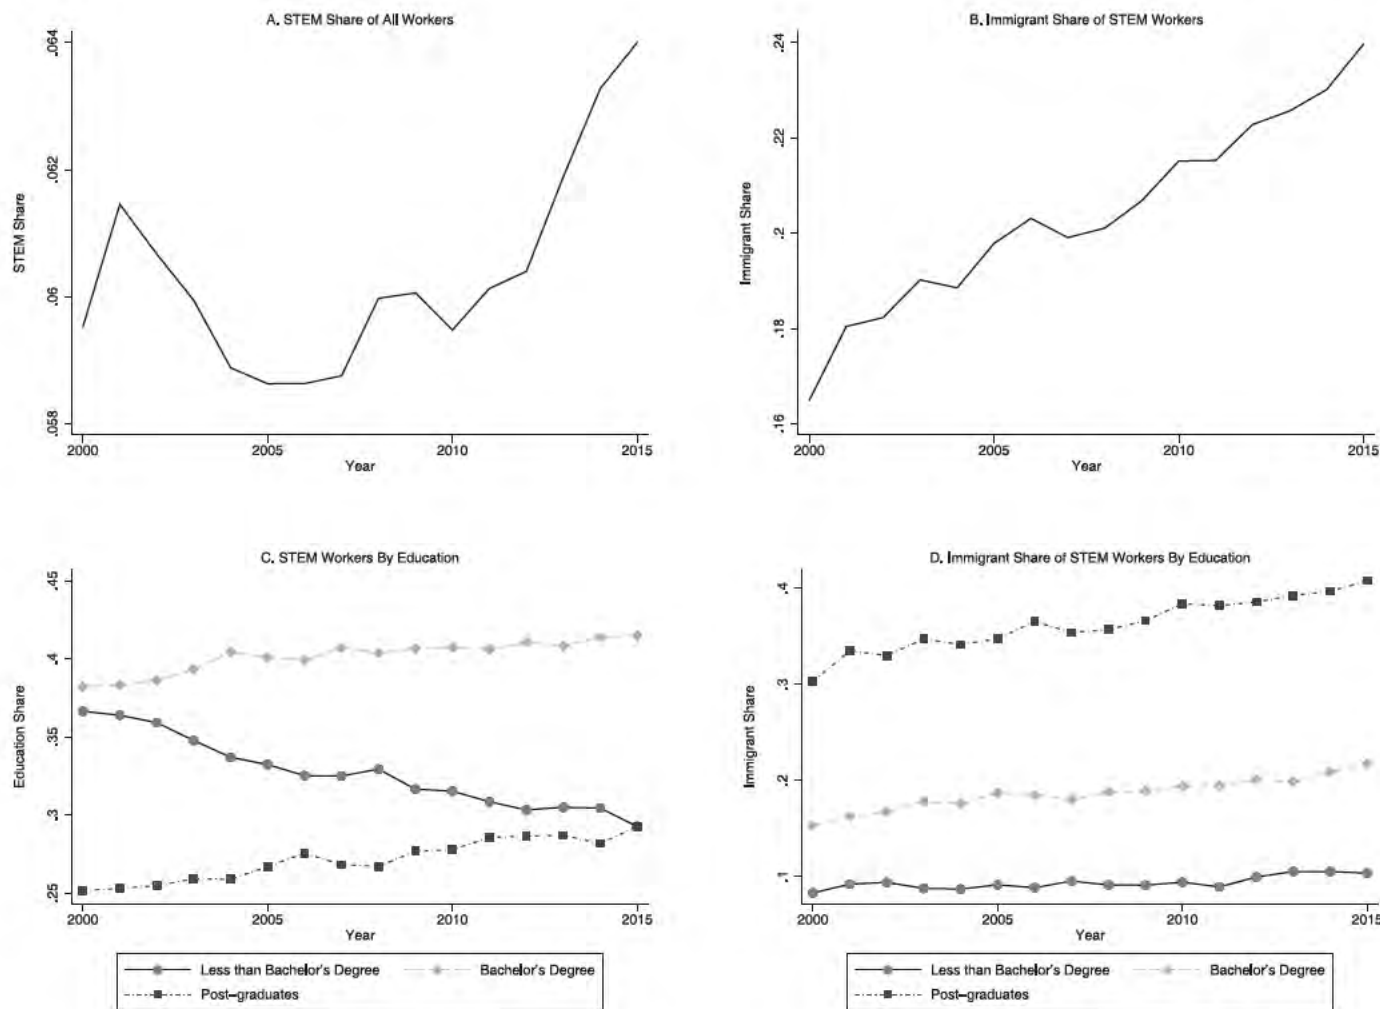 A. STEM Share of All Workers
STEM Share
.064
.062
.06
.058
2000 2005 2010 2015
Year
B. Immigrant Share of STEM Workers
Immigrant Share
.24
.22
.2
.18
.16
2000 2005 2010 2015
Year
C. STEM Workers By Education
Education Share
.45
.4
.35
.3
.25
2000 2005 2010 2015
Year
Less than Bachelor's Degree Bachelor's Degree
Post-graduates
D. Immigrant Share of STEM Workers By Education
Immigrant Share
.4
.3
.2
.1
2000 2005 2010 2015
Year
Less than Bachelor's Degree Bachelor's Degree
Post-graduates